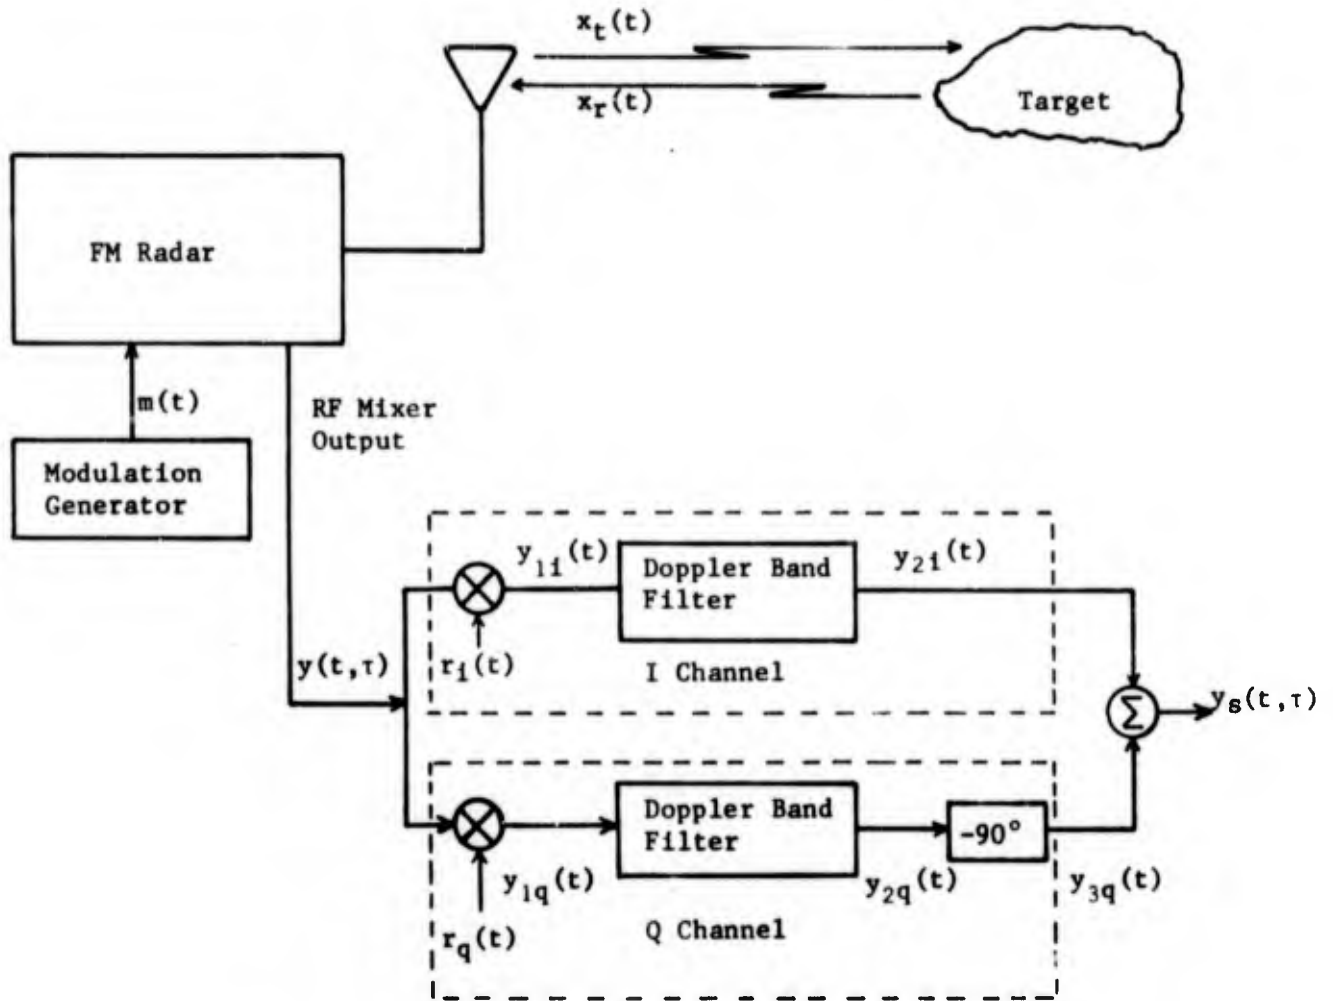 x_t(t)
x_r(t)
Target
FM Radar
m(t)
RF Mixer
Output
Modulation
Generator
y_1i(t)
Doppler Band
Filter
y_2i(t)
y(t,τ)
r_i(t)
I Channel
Σ
y_s(t,τ)
Doppler Band
Filter
-90°
y_1q(t)
y_2q(t)
y_3q(t)
r_q(t)
Q Channel